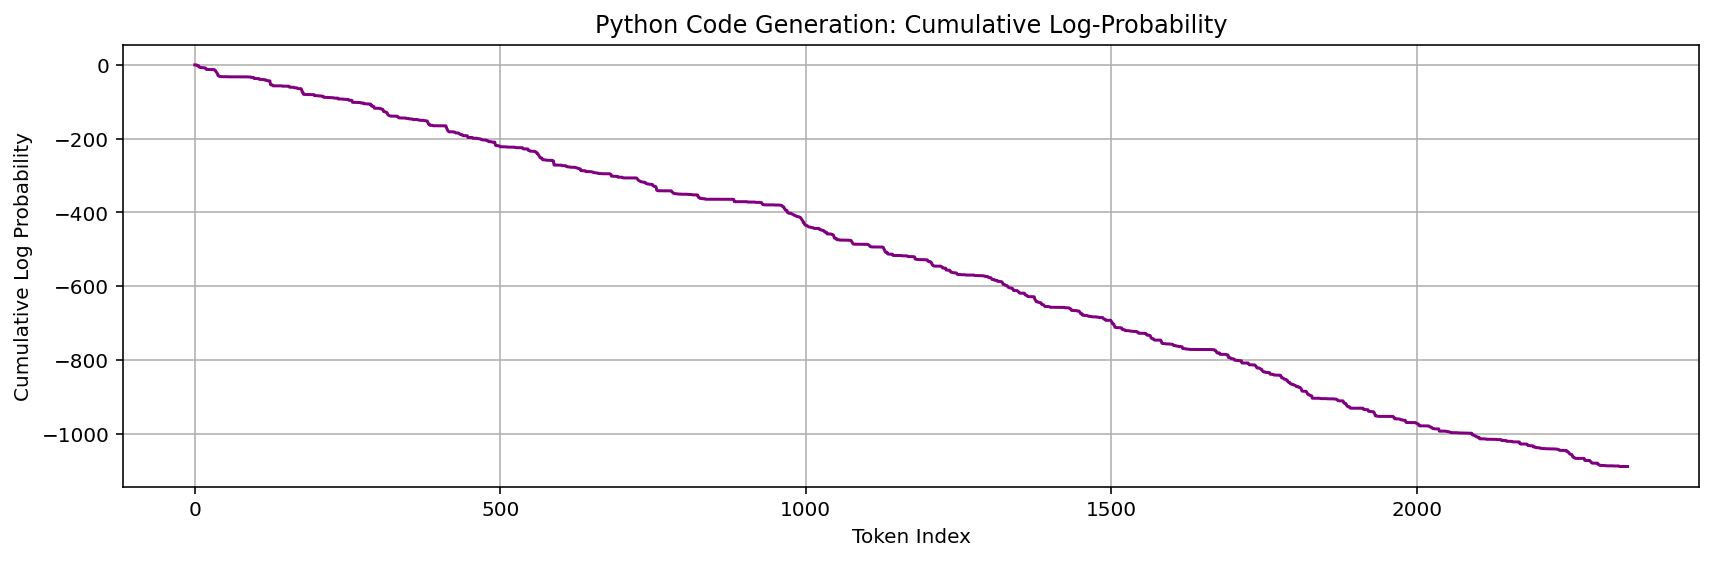 Python Code Generation: Cumulative Log-Probability
0
−200
−400
−600
−800
−1000
Cumulative Log Probability
0 500 1000 1500 2000
Token Index